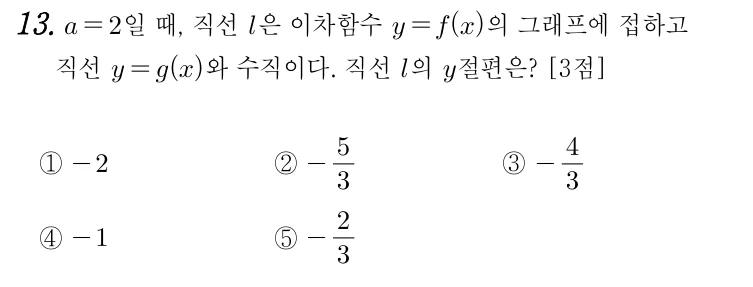 13. a=2일 때, 직선 l은 이차함수 y=f(x)의 그래프에 접하고
직선 y=g(x)와 수직이다. 직선 l의 y절편은? [3점]
① −2 ② −5/3 ③ −4/3
④ −1 ⑤ −2/3